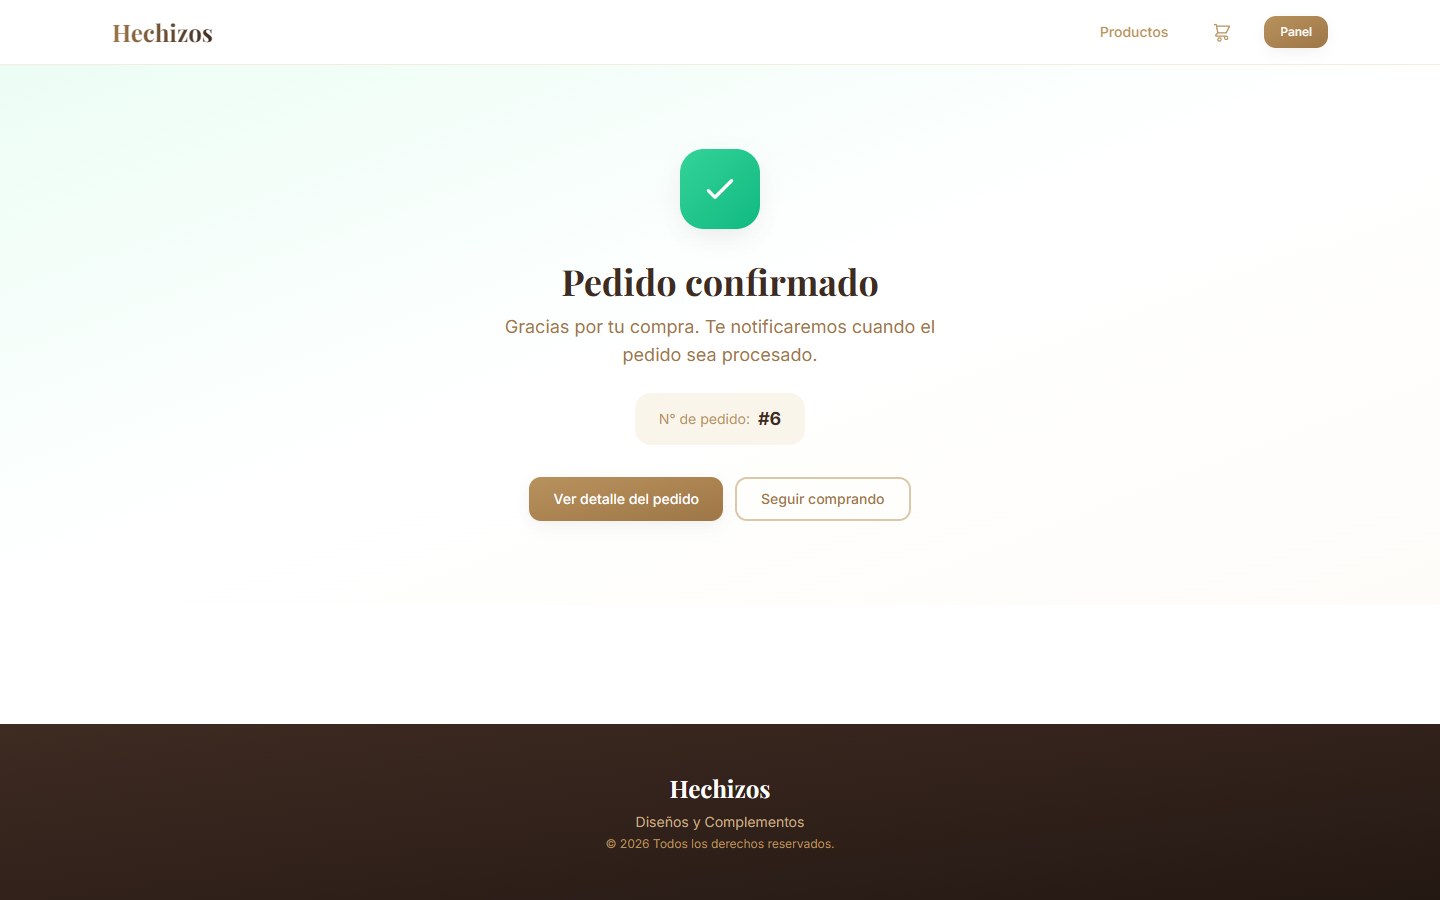 Hechizos
Productos
Panel
Pedido confirmado
Gracias por tu compra. Te notificaremos cuando el
pedido sea procesado.
N° de pedido: #6
Ver detalle del pedido
Seguir comprando
Hechizos
Diseños y Complementos
© 2026 Todos los derechos reservados.